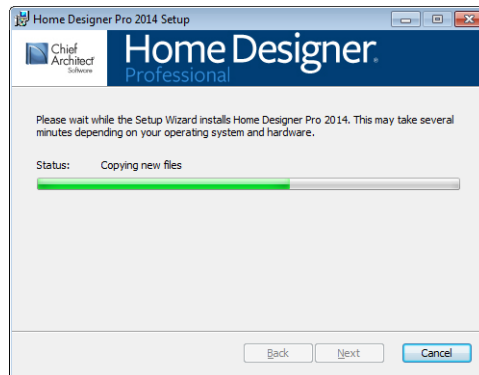 Home Designer Pro 2014 Setup
Chief
Architect
Software
Home Designer®
Professional
Please wait while the Setup Wizard installs Home Designer Pro 2014. This may take several
minutes depending on your operating system and hardware.
Status: Copying new files
Back Next Cancel